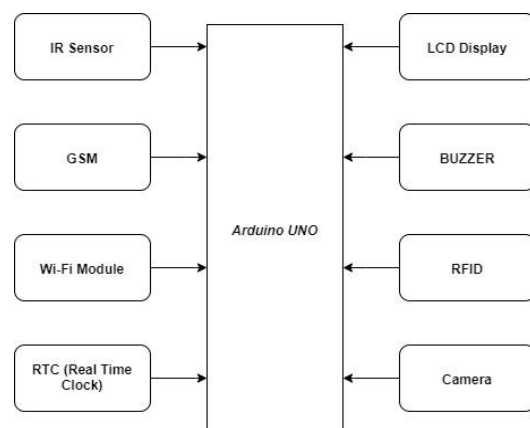 IR Sensor
LCD Display
GSM
BUZZER
Arduino UNO
Wi-Fi Module
RFID
RTC (Real Time
Clock)
Camera